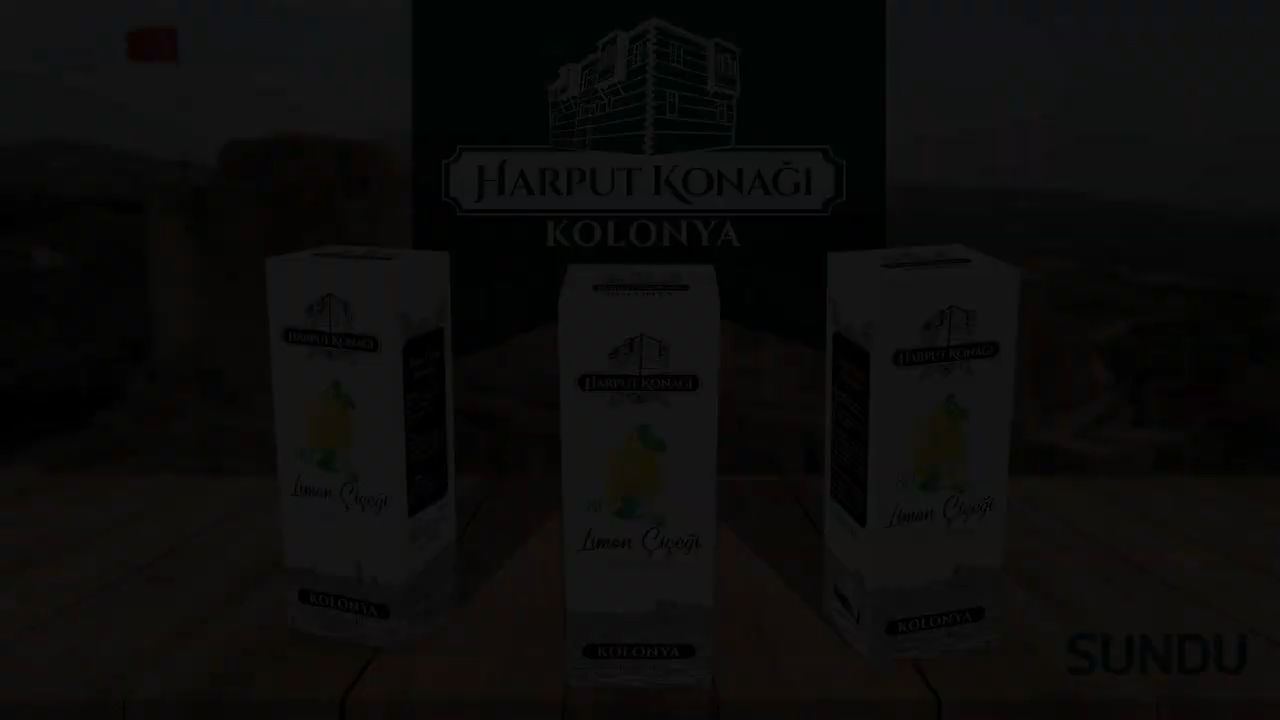 HARPUT KONAĞI
KOLONYA
HARPUT KONAĞI
Limon Çiçeği
KOLONYA
HARPUT KONAĞI
Limon Çiçeği
KOLONYA
HARPUT KONAĞI
Limon Çiçeği
KOLONYA
SUNDU